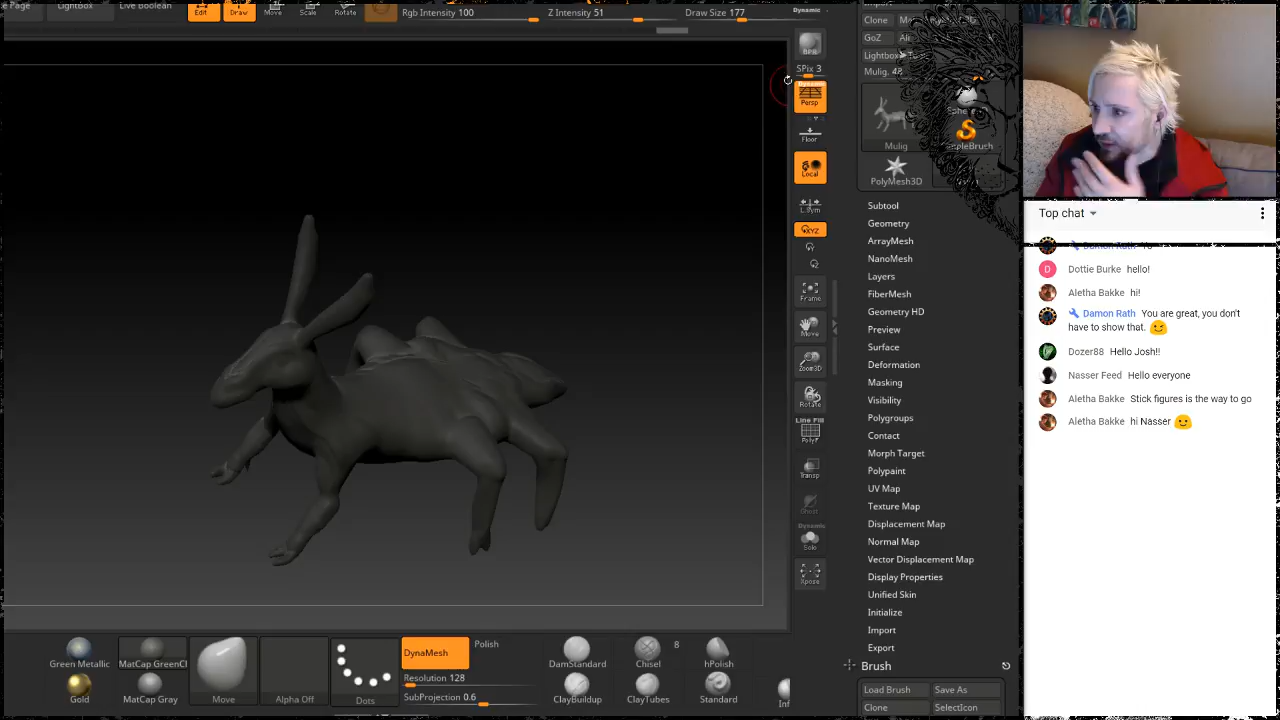 LightBox
Live Boolean
Edit
Draw
Move
Scale
Rotate
Rgb Intensity 100
Z Intensity 51
Draw Size 177
Dynamic
BPR
SPix 3
Dynamic
Persp
Floor
Local
L.Sym
XYZ
Frame
Move
Zoom3D
Rotate
Line Fill
PolyF
Transp
Ghost
Dynamic
Solo
Xpose
Clone
GoZ
Lightbox
Mulig. 48
Mulig
PolyMesh3D
Subtool
Geometry
ArrayMesh
NanoMesh
Layers
FiberMesh
Geometry HD
Preview
Surface
Deformation
Masking
Visibility
Polygroups
Contact
Morph Target
Polypaint
UV Map
Texture Map
Displacement Map
Normal Map
Vector Displacement Map
Display Properties
Unified Skin
Initialize
Import
Export
Brush
Load Brush
Save As
Clone
SelectIcon
Green Metallic
MatCap GreenCl
Gold
MatCap Gray
Move
Alpha Off
Dots
DynaMesh
Polish
Resolution 128
SubProjection 0.6
DamStandard
Chisel
8
hPolish
ClayBuildup
ClayTubes
Standard
Top chat
Damon Rath Yo
D
Dottie Burke hello!
Aletha Bakke hi!
Damon Rath You are great, you don't
have to show that.
Dozer88 Hello Josh!!
Nasser Feed Hello everyone
Aletha Bakke Stick figures is the way to go
Aletha Bakke hi Nasser